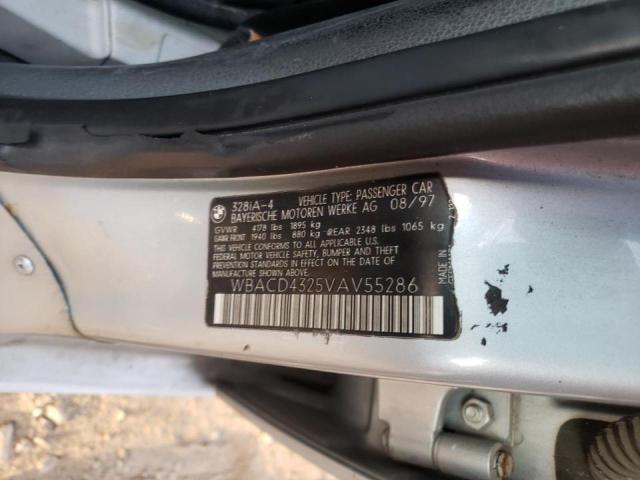 328iA-4 VEHICLE TYPE: PASSENGER CAR
BAYERISCHE MOTOREN WERKE AG 08/97
GVWR 4178 lbs 1895 kg
GAWR FRONT 1940 lbs 880 kg REAR 2348 lbs 1065 kg
THIS VEHICLE CONFORMS TO ALL APPLICABLE U.S.
FEDERAL MOTOR VEHICLE SAFETY, BUMPER, AND
THEFT PREVENTION STANDARDS IN EFFECT ON
THE DATE OF MANUFACTURE SHOWN ABOVE.
WBACD4325VAV55286
MADE IN